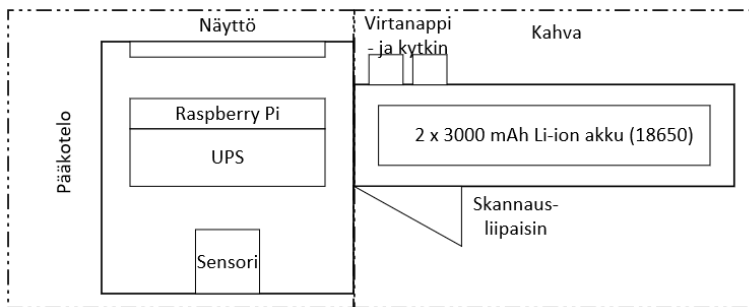 Näyttö
Virtanappi
- ja kytkin
Kahva
Pääkotelo
Raspberry Pi
UPS
2 x 3000 mAh Li-ion akku (18650)
Skannaus-
liipaisin
Sensori